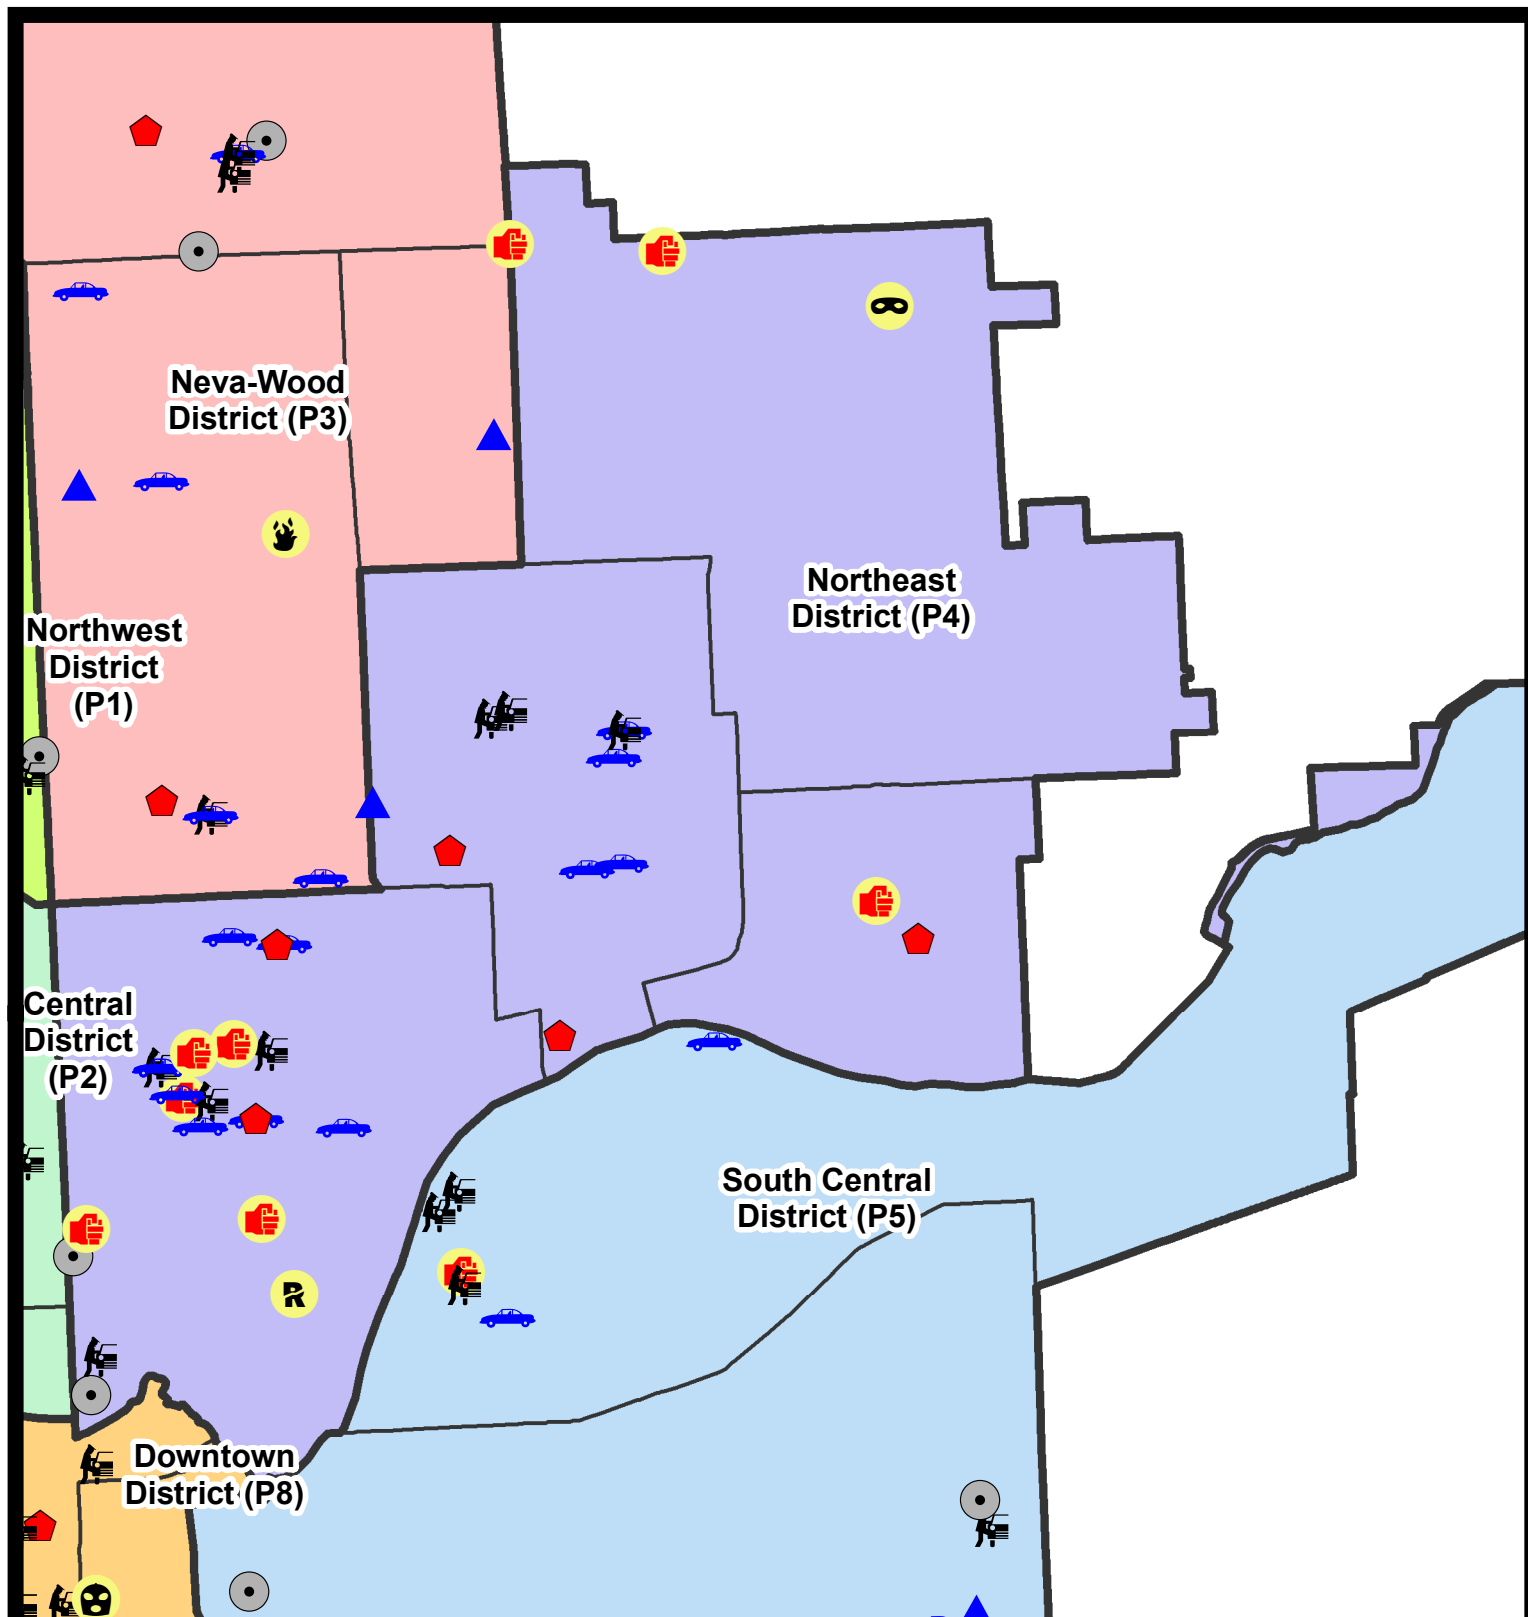 Neva-Wood
District (P3)
Northeast
District (P4)
Northwest
District
(P1)
Central
District
(P2)
South Central
District (P5)
Downtown
District (P8)
R